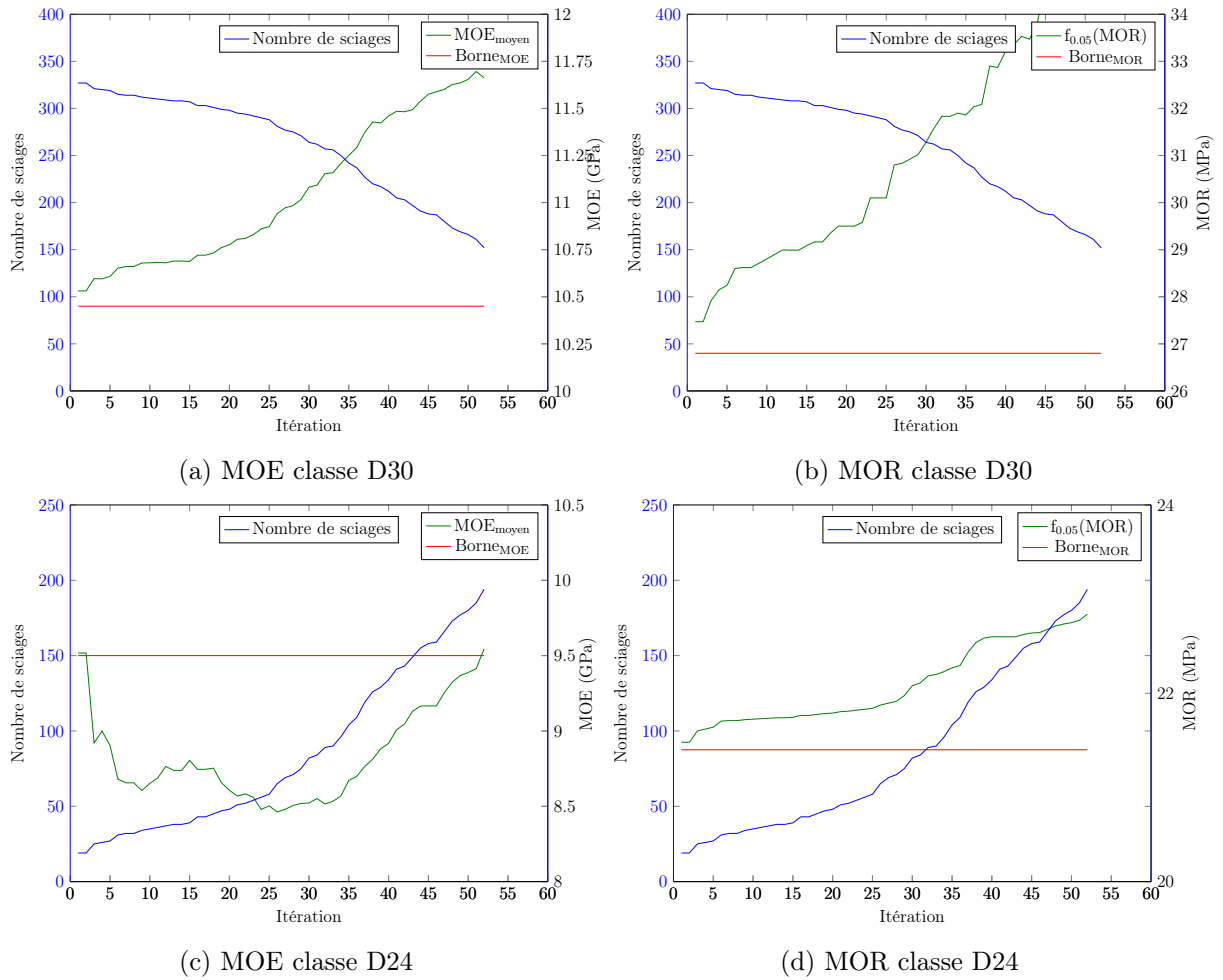 Nombre de sciages
MOE_moyen
Borne_MOE
400
350
300
250
200
150
100
50
0
Nombre de sciages
12
11.75
11.5
11.25
11
10.75
10.5
10.25
10
MOE (GPa)
0 5 10 15 20 25 30 35 40 45 50 55 60
Itération
(a) MOE classe D30
Nombre de sciages
f_0.05(MOR)
Borne_MOR
400
350
300
250
200
150
100
50
0
Nombre de sciages
34
33
32
31
30
29
28
27
26
MOR (MPa)
0 5 10 15 20 25 30 35 40 45 50 55 60
Itération
(b) MOR classe D30
Nombre de sciages
MOE_moyen
Borne_MOE
250
200
150
100
50
0
Nombre de sciages
10.5
10
9.5
9
8.5
8
MOE (GPa)
0 5 10 15 20 25 30 35 40 45 50 55 60
Itération
(c) MOE classe D24
Nombre de sciages
f_0.05(MOR)
Borne_MOR
250
200
150
100
50
0
Nombre de sciages
24
22
20
MOR (MPa)
0 5 10 15 20 25 30 35 40 45 50 55 60
Itération
(d) MOR classe D24